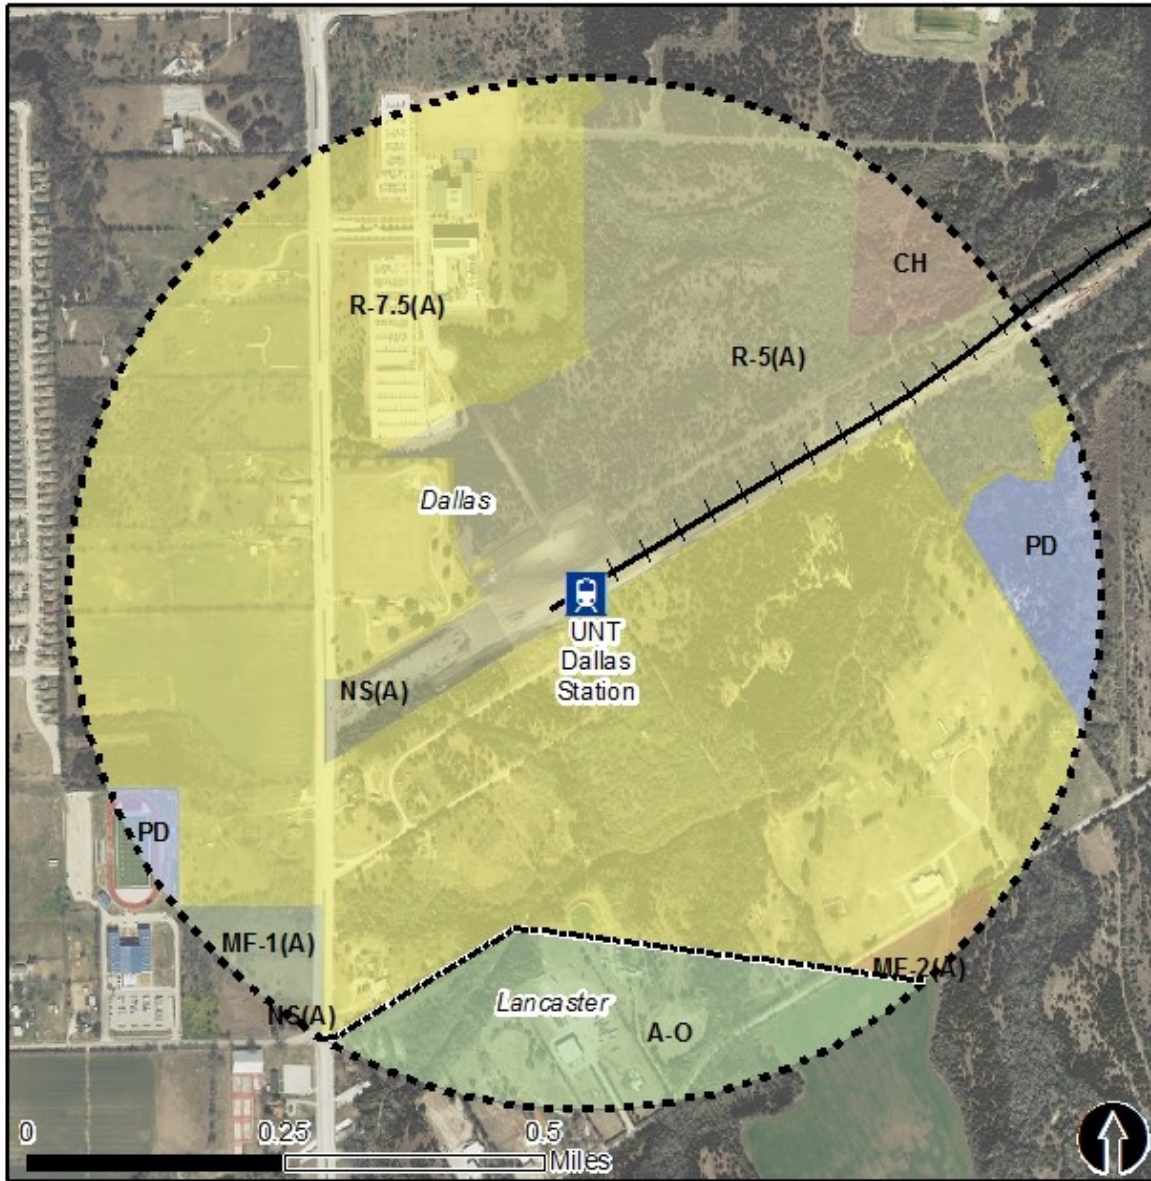 CH
R-7.5(A)
R-5(A)
Dallas
PD
UNT
Dallas
Station
NS(A)
PD
MF-1(A)
MF-2(A)
NS(A)
Lancaster
A-O
0
0.25
0.5
Miles